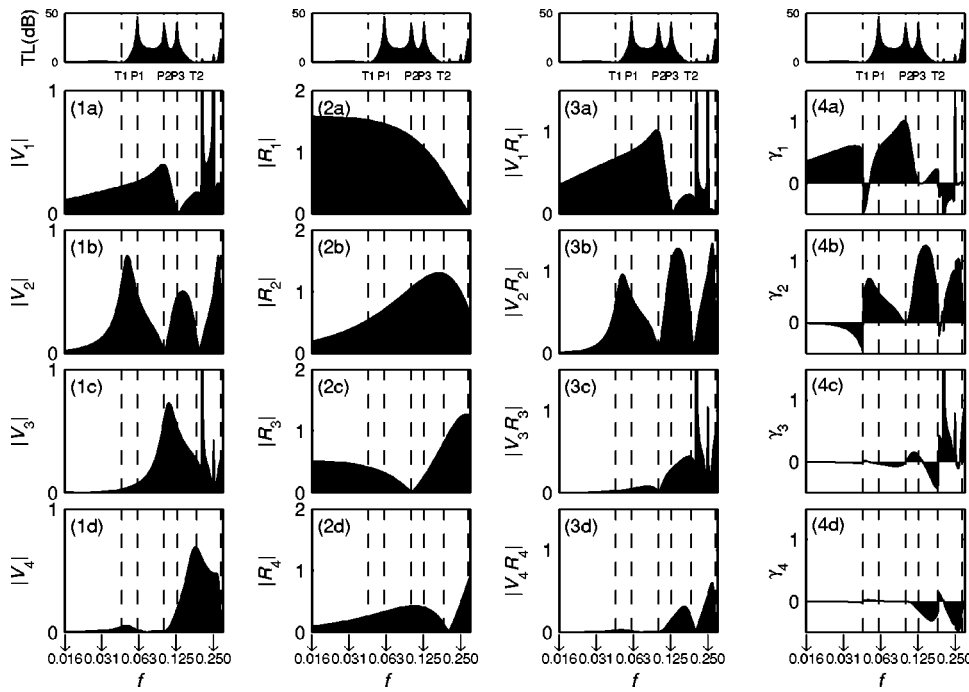 TL(dB)
50
0
50
0
50
0
50
0
T1 P1 P2P3 T2
T1 P1 P2P3 T2
T1 P1 P2P3 T2
T1 P1 P2P3 T2
|V1|
1
0
(1a)
|R1|
2
1
0
(2a)
|V1R1|
1
0
(3a)
γ1
1
0
(4a)
|V2|
1
0
(1b)
|R2|
2
1
0
(2b)
|V2R2|
1
0
(3b)
γ2
1
0
(4b)
|V3|
1
0
(1c)
|R3|
2
1
0
(2c)
|V3R3|
1
0
(3c)
γ3
1
0
(4c)
|V4|
1
0
(1d)
|R4|
2
1
0
(2d)
|V4R4|
1
0
(3d)
γ4
1
0
(4d)
0.016 0.031 0.063 0.125 0.250
0.016 0.031 0.063 0.125 0.250
0.016 0.031 0.063 0.125 0.250
0.016 0.031 0.063 0.125 0.250
f
f
f
f